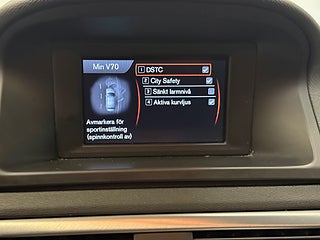 Min V70
1 DSTC
2 City Safety
3 Sänkt larmnivå
4 Aktiva kurvljus
Avmarkera för
sportinställning
(spinnkontroll av)